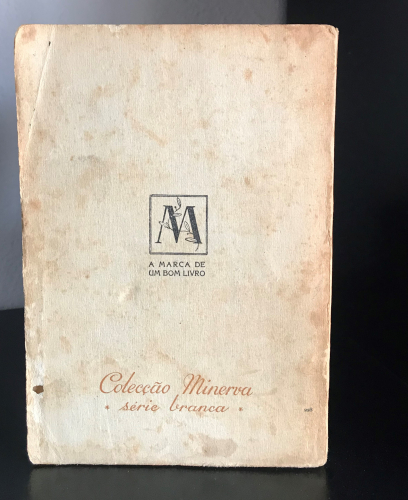 M
A MARCA DE
UM BOM LIVRO
Colecção Minerva
• série branca •